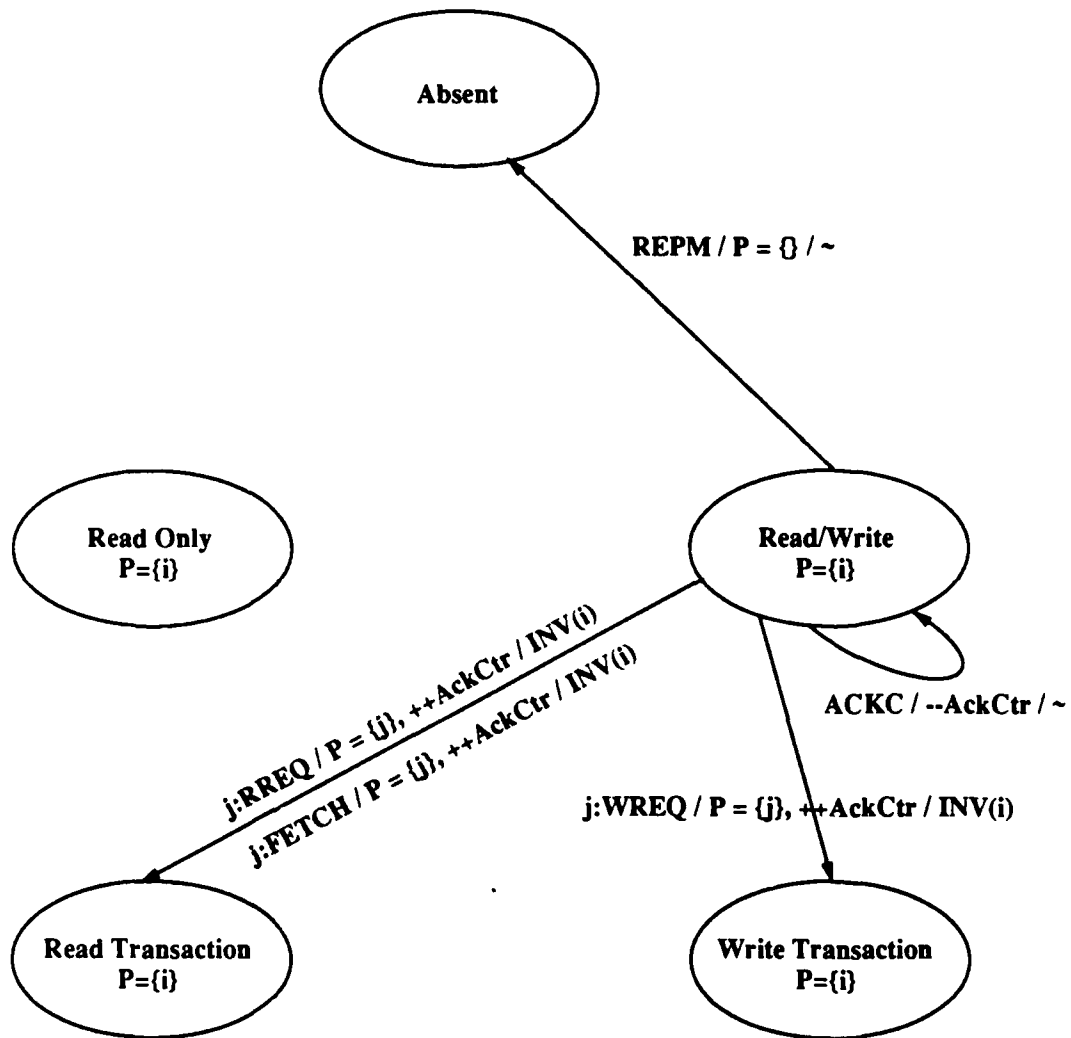 Absent
REPM / P = {} / ~
Read Only
P={i}
Read/Write
P={i}
j:RREQ / P = {j}, ++AckCtr / INV(i)
j:FETCH / P = {j}, ++AckCtr / INV(i)
ACKC / --AckCtr / ~
j:WREQ / P = {j}, ++AckCtr / INV(i)
Read Transaction
P={i}
Write Transaction
P={i}